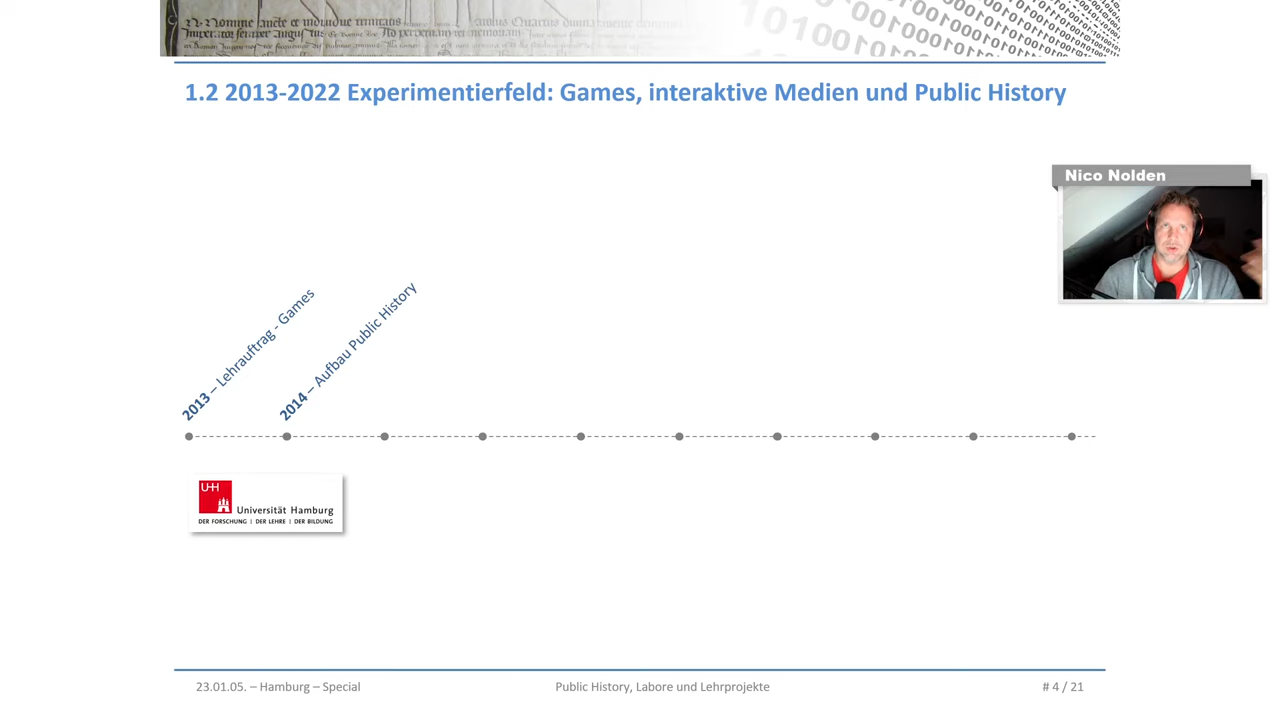 1.2 2013-2022 Experimentierfeld: Games, interaktive Medien und Public History
Nico Nolden
2013 – Lehrauftrag - Games
2014 – Aufbau Public History
UHH
Universität Hamburg
DER FORSCHUNG | DER LEHRE | DER BILDUNG
23.01.05. – Hamburg – Special
Public History, Labore und Lehrprojekte
# 4 / 21